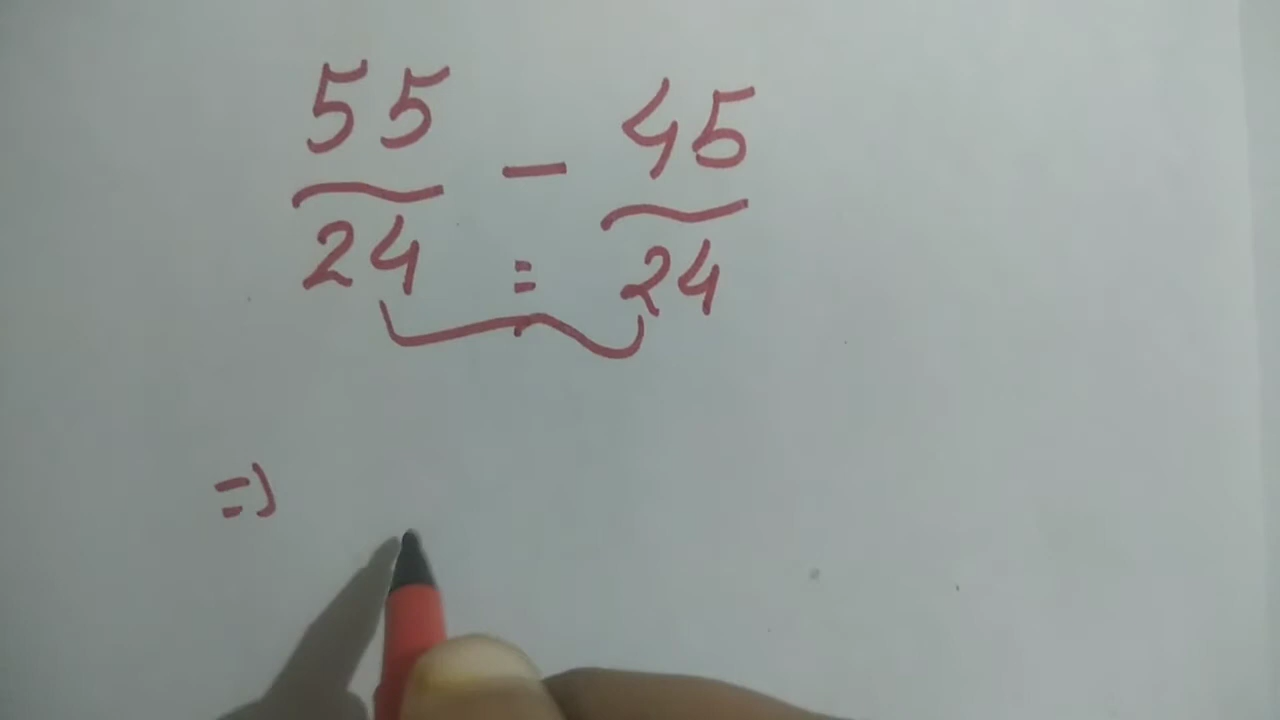 55 - 45
24 = 24
=)